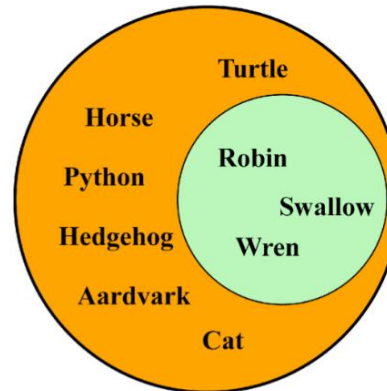 Turtle
Horse
Robin
Python
Swallow
Hedgehog
Wren
Aardvark
Cat